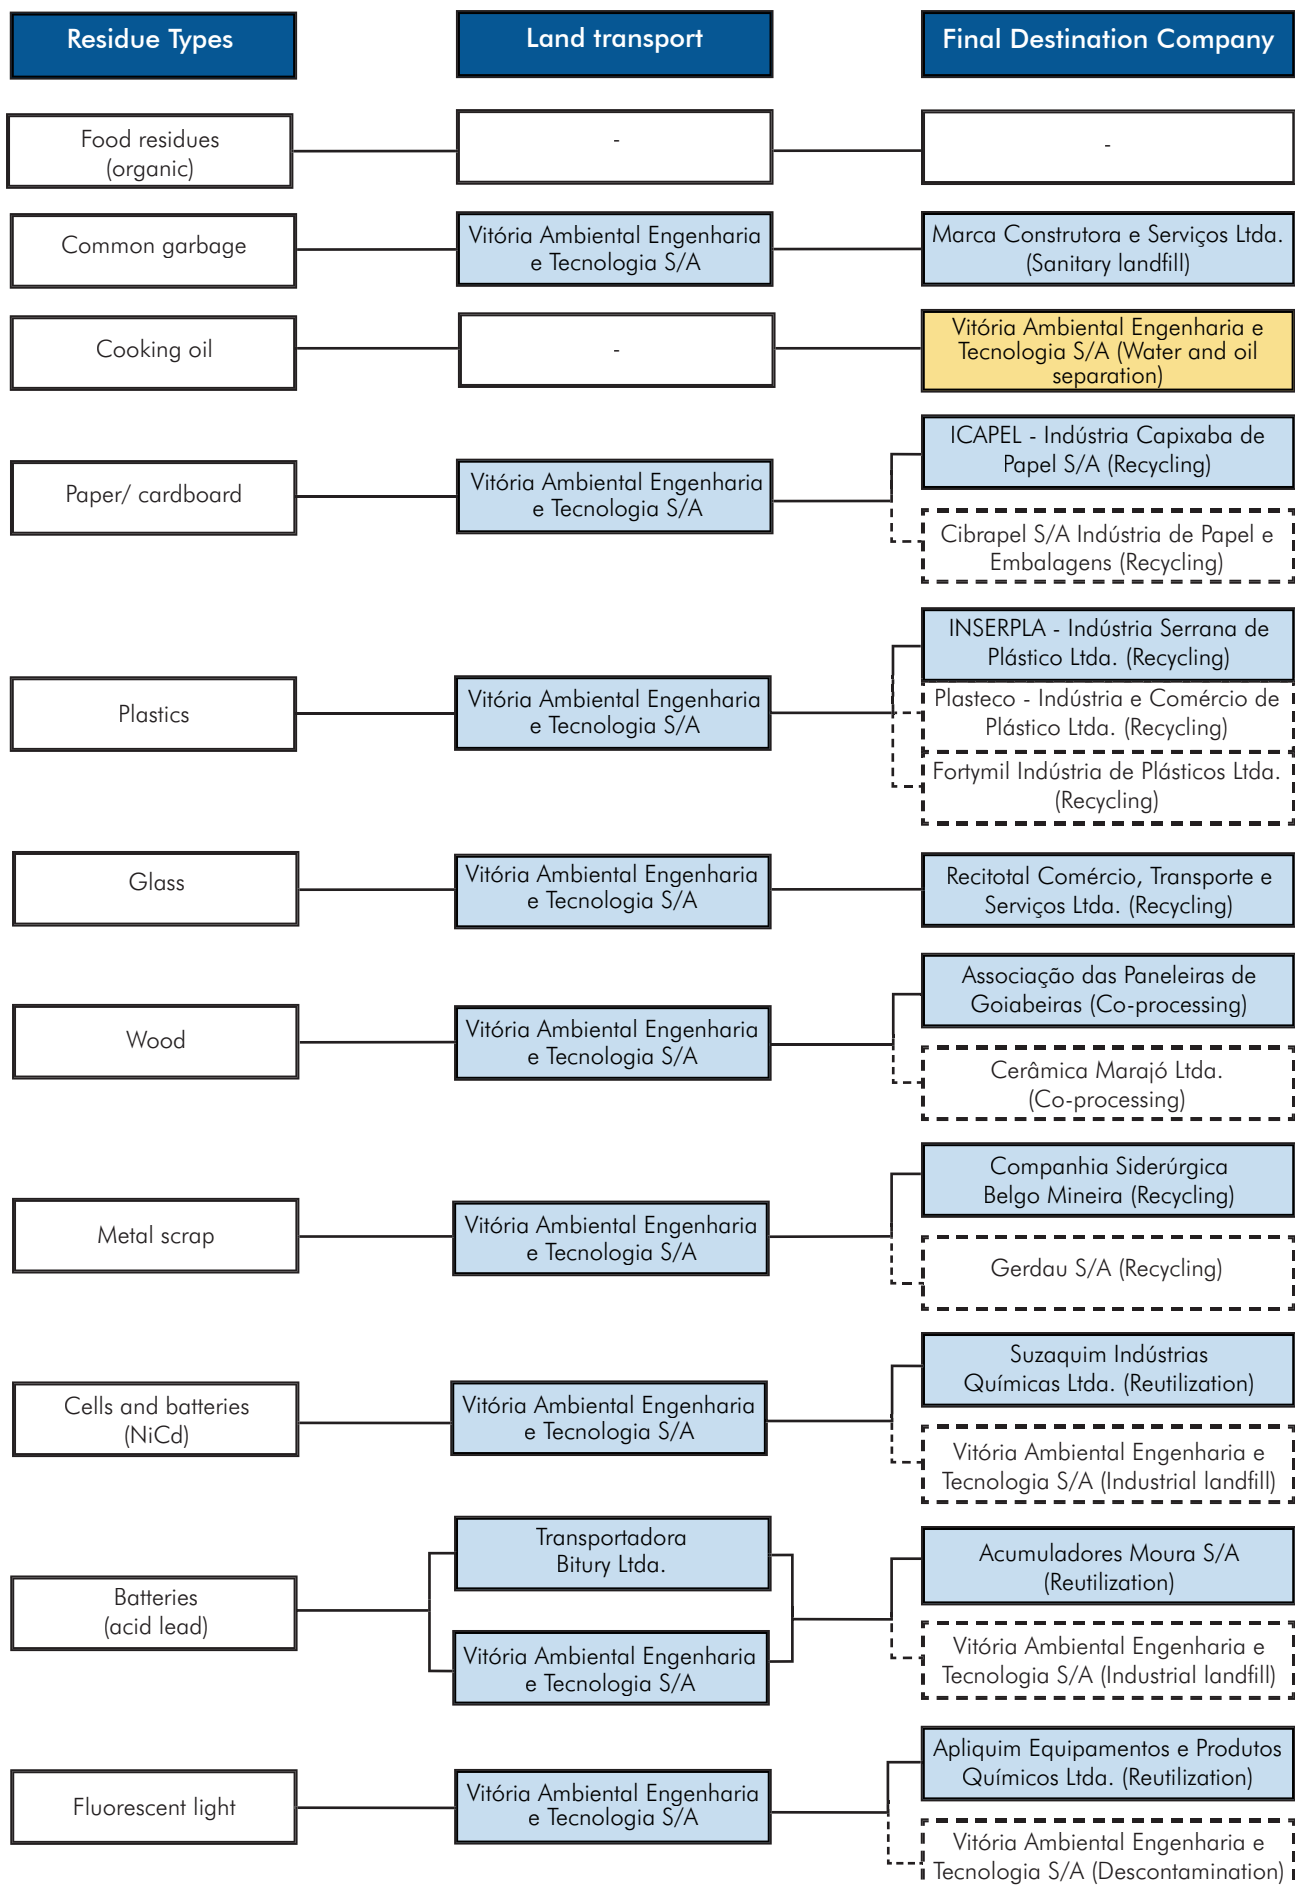 Residue Types
Land transport
Final Destination Company
Food residues
(organic)
-
-
Common garbage
Vitória Ambiental Engenharia
e Tecnologia S/A
Marca Construtora e Serviços Ltda.
(Sanitary landfill)
Cooking oil
-
Vitória Ambiental Engenharia e
Tecnologia S/A (Water and oil
separation)
Paper/ cardboard
Vitória Ambiental Engenharia
e Tecnologia S/A
ICAPEL - Indústria Capixaba de
Papel S/A (Recycling)
Cibrapel S/A Indústria de Papel e
Embalagens (Recycling)
Plastics
Vitória Ambiental Engenharia
e Tecnologia S/A
INSERPLA - Indústria Serrana de
Plástico Ltda. (Recycling)
Plasteco - Indústria e Comércio de
Plástico Ltda. (Recycling)
Fortymil Indústria de Plásticos Ltda.
(Recycling)
Glass
Vitória Ambiental Engenharia
e Tecnologia S/A
Recitotal Comércio, Transporte e
Serviços Ltda. (Recycling)
Wood
Vitória Ambiental Engenharia
e Tecnologia S/A
Associação das Paneleiras de
Goiabeiras (Co-processing)
Cerâmica Marajó Ltda.
(Co-processing)
Metal scrap
Vitória Ambiental Engenharia
e Tecnologia S/A
Companhia Siderúrgica
Belgo Mineira (Recycling)
Gerdau S/A (Recycling)
Cells and batteries
(NiCd)
Vitória Ambiental Engenharia
e Tecnologia S/A
Suzaquim Indústrias
Químicas Ltda. (Reutilization)
Vitória Ambiental Engenharia e
Tecnologia S/A (Industrial landfill)
Batteries
(acid lead)
Transportadora
Bitury Ltda.
Vitória Ambiental Engenharia
e Tecnologia S/A
Acumuladores Moura S/A
(Reutilization)
Vitória Ambiental Engenharia e
Tecnologia S/A (Industrial landfill)
Fluorescent light
Vitória Ambiental Engenharia
e Tecnologia S/A
Apliquim Equipamentos e Produtos
Químicos Ltda. (Reutilization)
Vitória Ambiental Engenharia e
Tecnologia S/A (Descontamination)